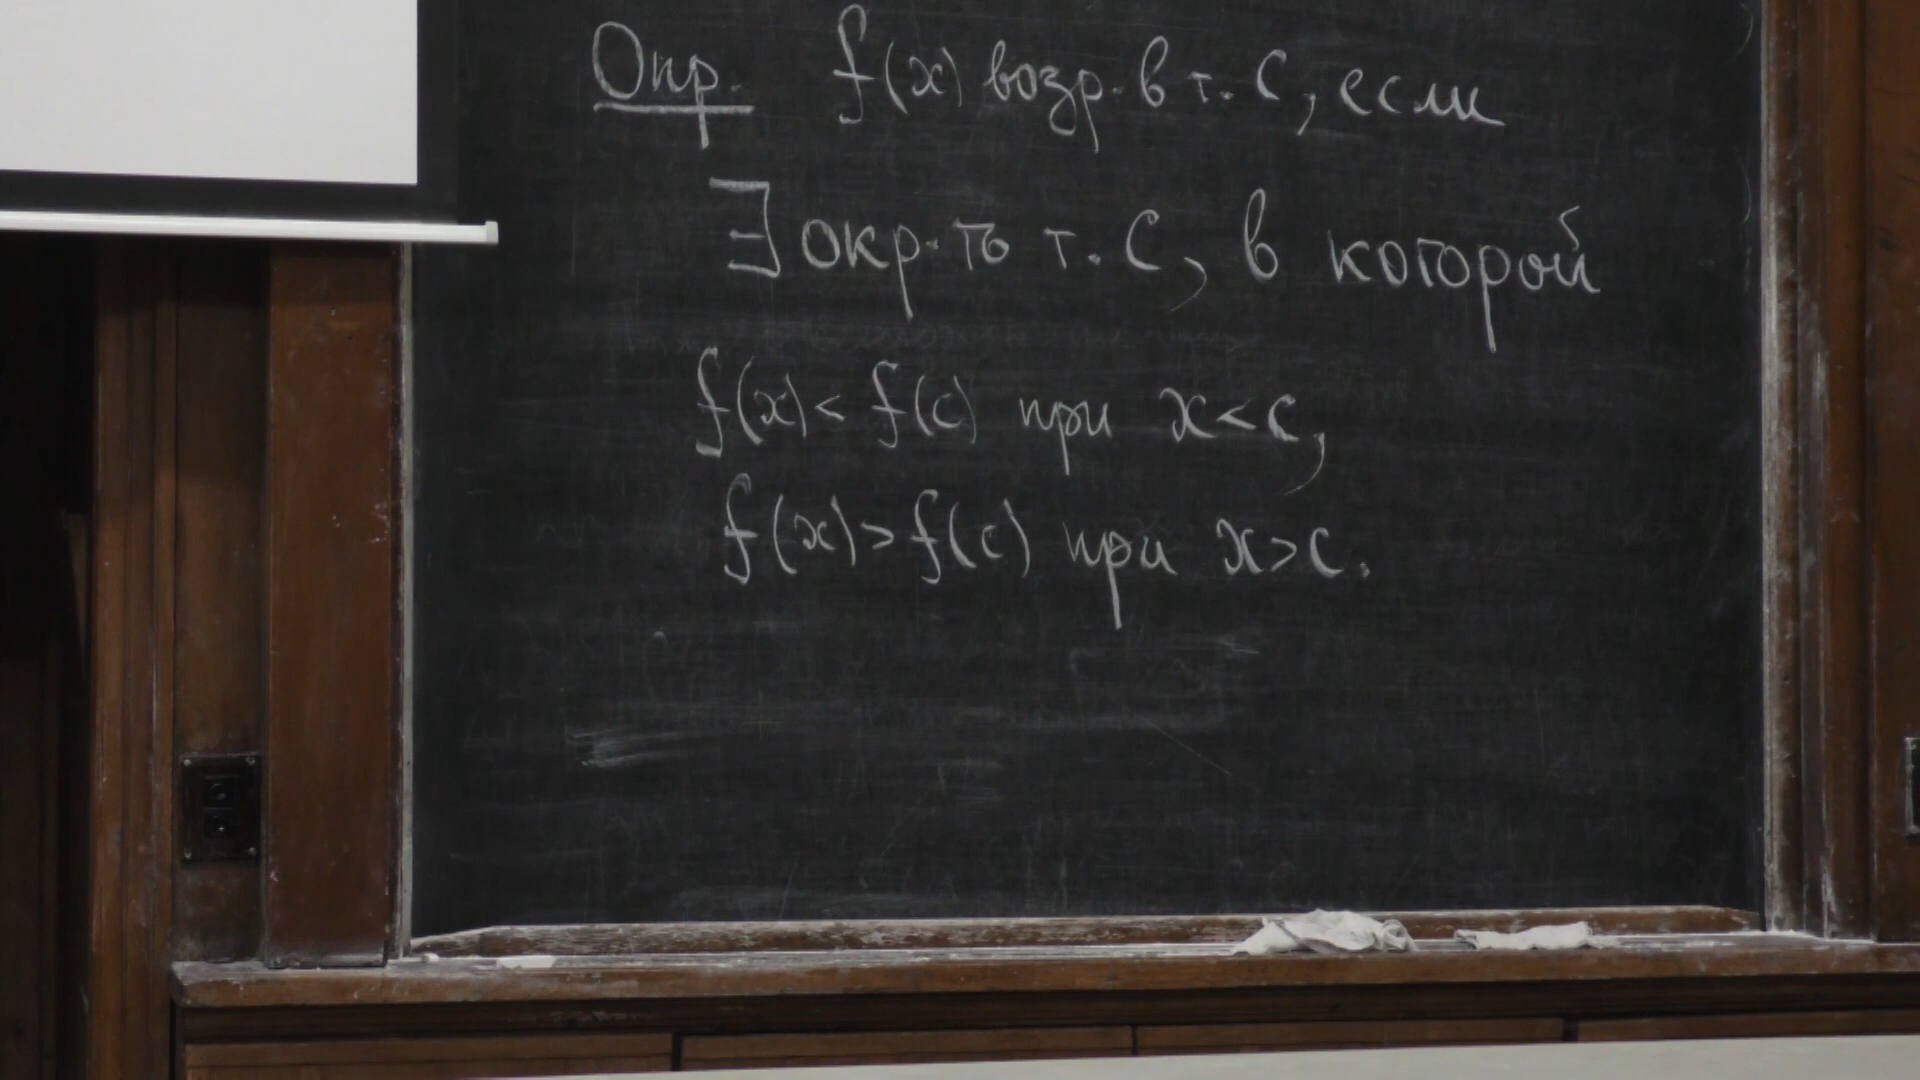 Опр. f(x) возр. в т. C, если
∃ окр-ть т. C, в которой
f(x) < f(c) при x < c,
f(x) > f(c) при x > c.